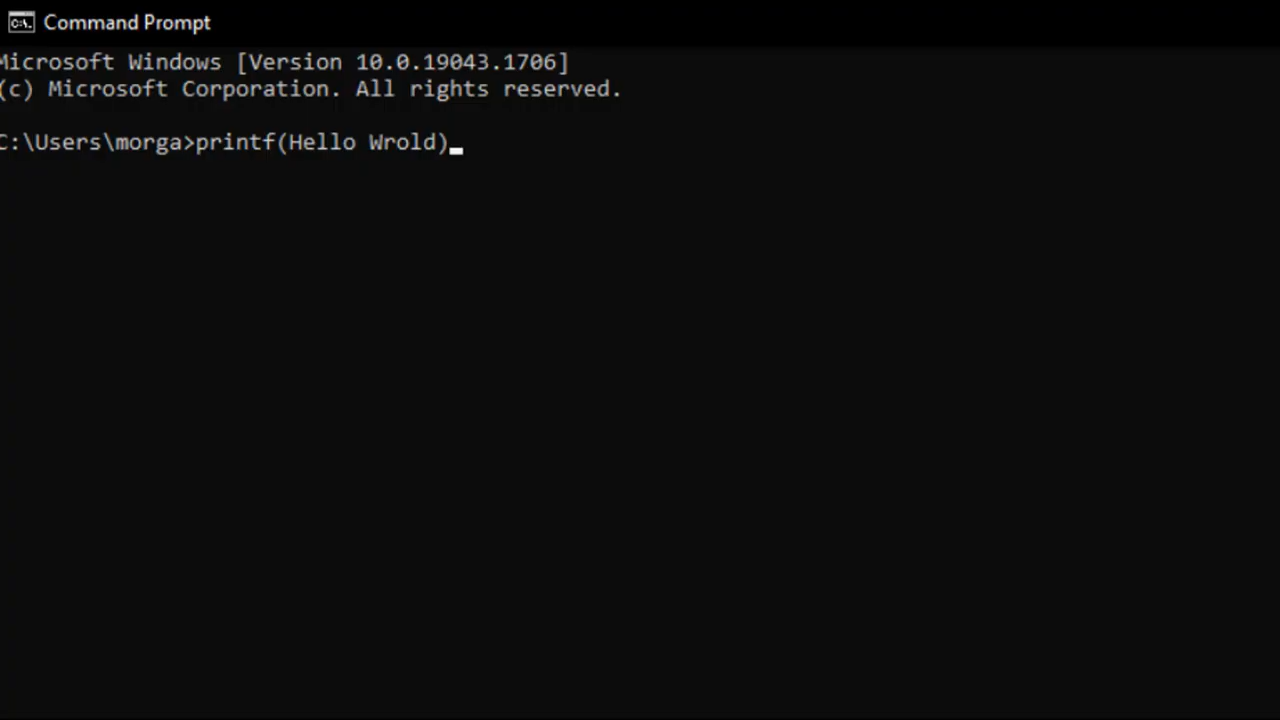 Command Prompt
Microsoft Windows [Version 10.0.19043.1706]
(c) Microsoft Corporation. All rights reserved.
C:\Users\morga>printf(Hello Wrold)